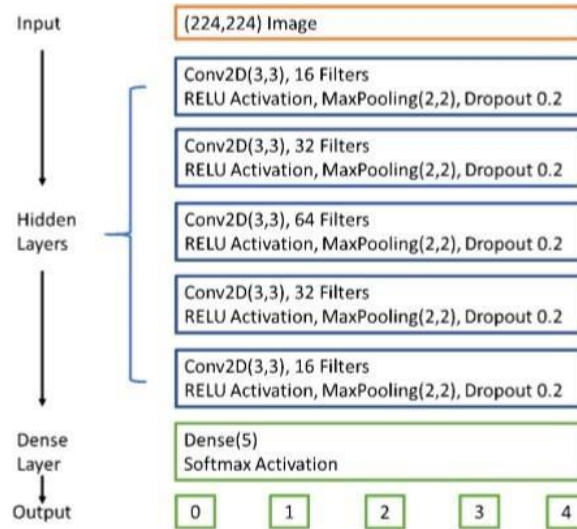 Input
(224,224) Image
Conv2D(3,3), 16 Filters
RELU Activation, MaxPooling(2,2), Dropout 0.2
Conv2D(3,3), 32 Filters
RELU Activation, MaxPooling(2,2), Dropout 0.2
Hidden
Layers
Conv2D(3,3), 64 Filters
RELU Activation, MaxPooling(2,2), Dropout 0.2
Conv2D(3,3), 32 Filters
RELU Activation, MaxPooling(2,2), Dropout 0.2
Conv2D(3,3), 16 Filters
RELU Activation, MaxPooling(2,2), Dropout 0.2
Dense
Layer
Dense(5)
Softmax Activation
Output
0 1 2 3 4